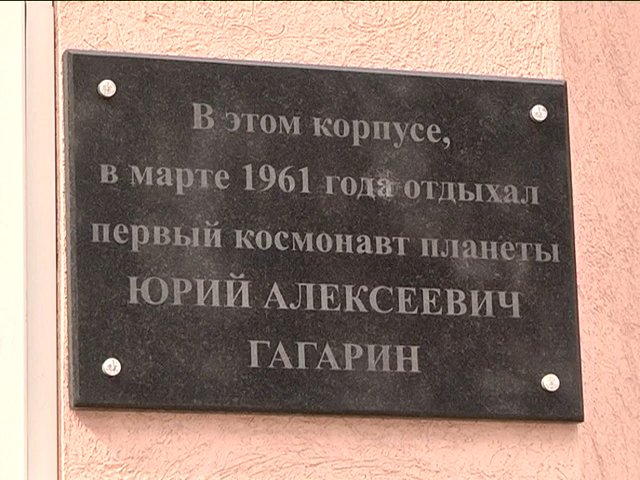 В этом корпусе,
в марте 1961 года отдыхал
первый космонавт планеты
ЮРИЙ АЛЕКСЕЕВИЧ
ГАГАРИН